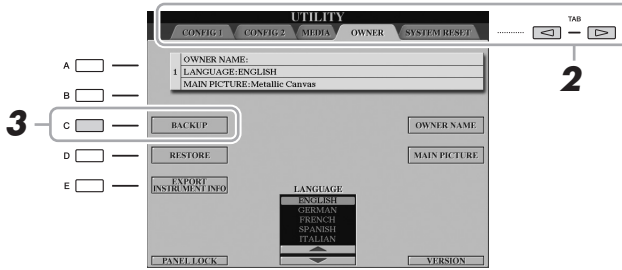 UTILITY
CONFIG 1 CONFIG 2 MEDIA OWNER SYSTEM RESET
TAB
2
OWNER NAME:
1 LANGUAGE:ENGLISH
MAIN PICTURE:Metallic Canvas
A
B
3 C BACKUP OWNER NAME
D RESTORE MAIN PICTURE
E EXPORT
INSTRUMENT INFO
LANGUAGE
ENGLISH
GERMAN
FRENCH
SPANISH
ITALIAN
PANEL LOCK VERSION